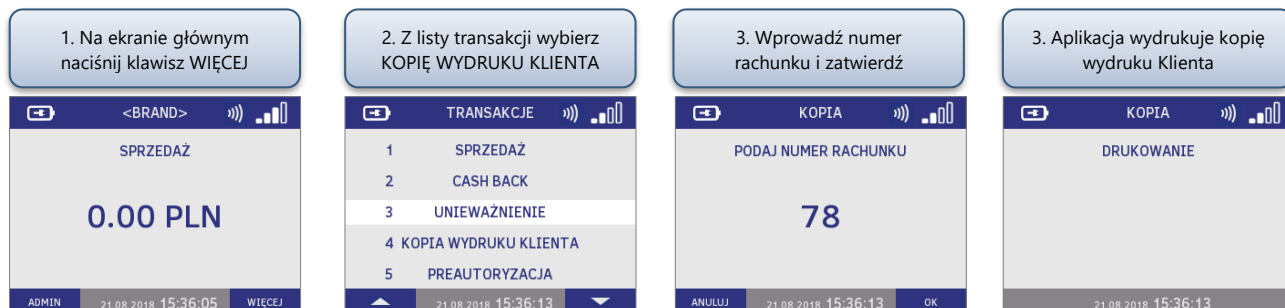 1. Na ekranie głównym
naciśnij klawisz WIĘCEJ
2. Z listy transakcji wybierz
KOPIĘ WYDRUKU KLIENTA
3. Wprowadź numer
rachunku i zatwierdź
3. Aplikacja wydrukuje kopię
wydruku Klienta
<BRAND>
SPRZEDAŻ
0.00 PLN
ADMIN 21.08.2018 15:36:05 WIĘCEJ
TRANSAKCJE
1 SPRZEDAŻ
2 CASH BACK
3 UNIEWAŻNIENIE
4 KOPIA WYDRUKU KLIENTA
5 PREAUTORYZACJA
21.08.2018 15:36:13
KOPIA
PODAJ NUMER RACHUNKU
78
ANULUJ 21.08.2018 15:36:13 OK
KOPIA
DRUKOWANIE
21.08.2018 15:36:13